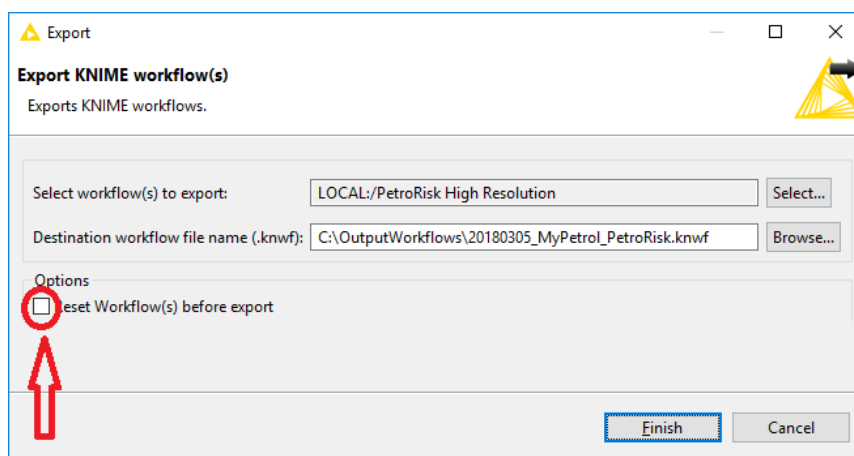 Export
Export KNIME workflow(s)
Exports KNIME workflows.
Select workflow(s) to export: LOCAL:/PetroRisk High Resolution Select...
Destination workflow file name (.knwf): C:\OutputWorkflows\20180305_MyPetrol_PetroRisk.knwf Browse...
Options
Reset Workflow(s) before export
Finish Cancel